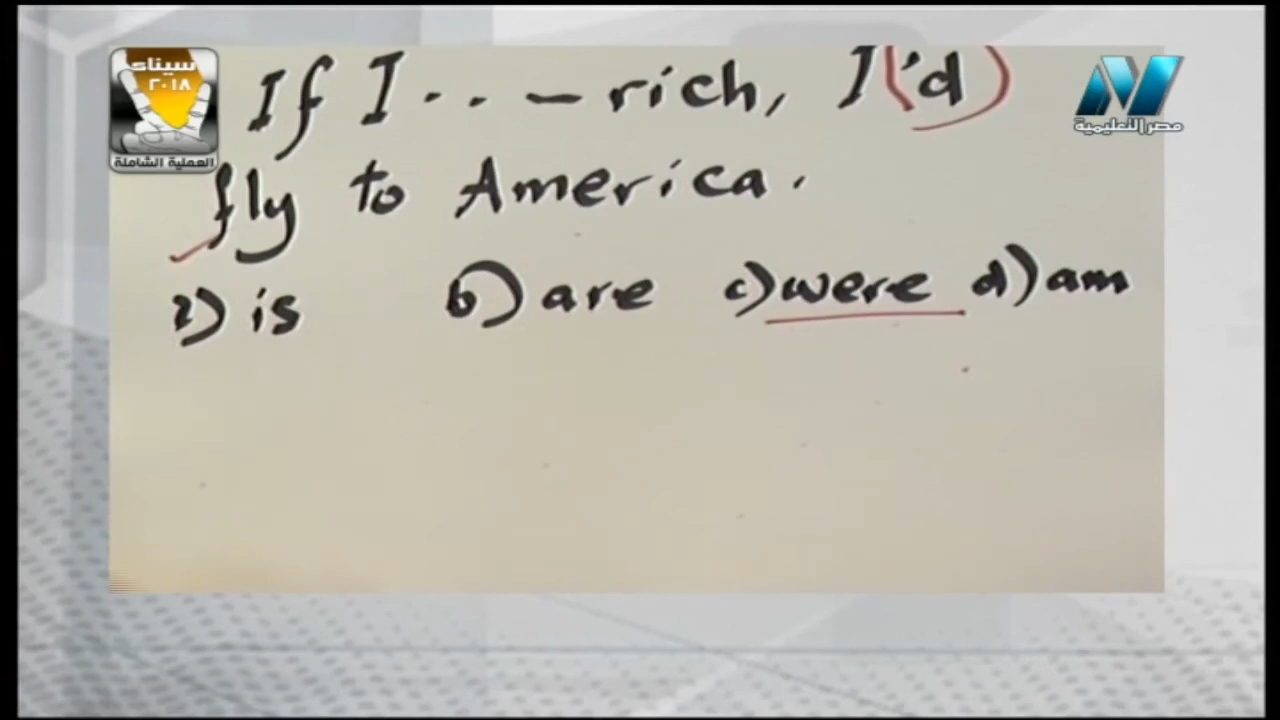 سيناء
٢٠١٨
العملية الشاملة
مصر التعليمية
If I . . – rich, I ('d)
fly to America.
a) is b) are c) were d) am